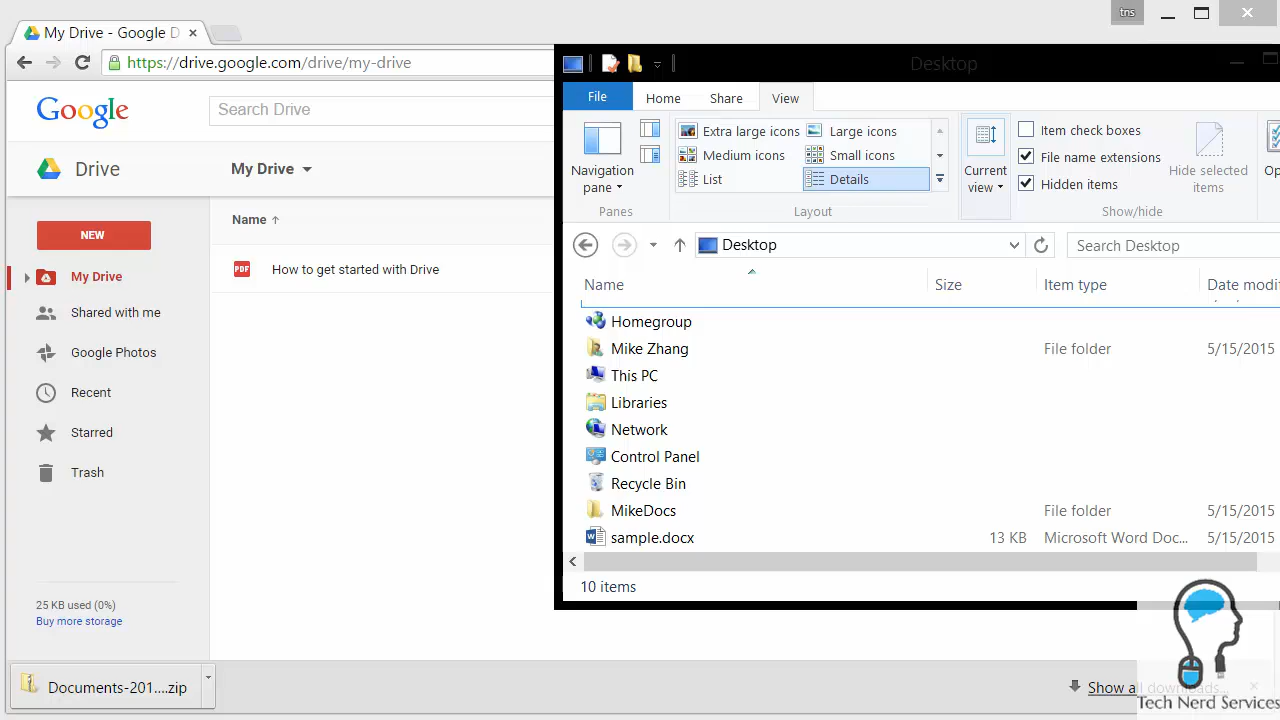 tns
My Drive - Google D
https://drive.google.com/drive/my-drive
Google
Search Drive
Drive
My Drive
NEW
My Drive
Shared with me
Google Photos
Recent
Starred
Trash
25 KB used (0%)
Buy more storage
Name
How to get started with Drive
Desktop
File Home Share View
Navigation pane
Panes
Extra large icons Large icons
Medium icons Small icons
List Details
Layout
Current view
Item check boxes
File name extensions
Hidden items
Hide selected items
Show/hide
Desktop
Search Desktop
Name Size Item type Date modi
Homegroup
Mike Zhang File folder 5/15/2015
This PC
Libraries
Network
Control Panel
Recycle Bin
MikeDocs File folder 5/15/2015
sample.docx 13 KB Microsoft Word Doc... 5/15/2015
10 items
Documents-201....zip
Show all downloads...
Tech Nerd Services